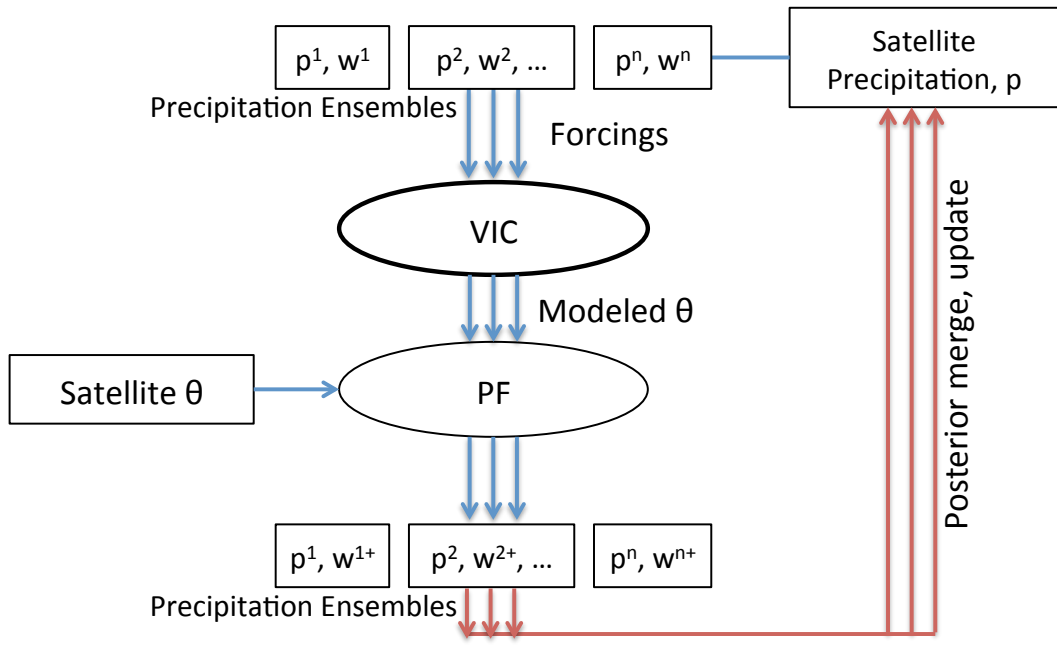 p¹, w¹
p², w², ...
pⁿ, wⁿ
Satellite
Precipitation, p
Precipitation Ensembles
Forcings
VIC
Modeled θ
Satellite θ
PF
Posterior merge, update
p¹, w¹⁺
p², w²⁺, ...
pⁿ, wⁿ⁺
Precipitation Ensembles